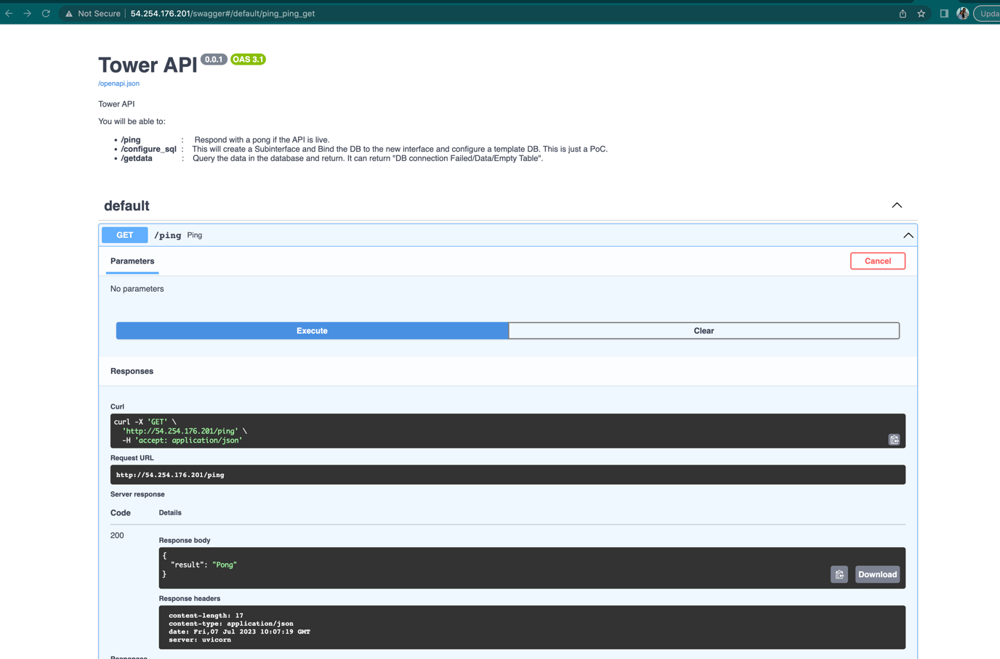 Not Secure 54.254.176.201/swagger#/default/ping_ping_get Upda
Tower API 0.0.1 OAS 3.1
/openapi.json
Tower API
You will be able to:
• /ping : Respond with a pong if the API is live.
• /configure_sql : This will create a Subinterface and Bind the DB to the new interface and configure a template DB. This is just a PoC.
• /getdata : Query the data in the database and return. It can return "DB connection Failed/Data/Empty Table".
default
GET /ping Ping
Parameters Cancel
No parameters
Execute Clear
Responses
Curl
curl -X 'GET' \
'http://54.254.176.201/ping' \
-H 'accept: application/json'
Request URL
http://54.254.176.201/ping
Server response
Code Details
200
Response body
{
"result": "Pong"
}
Download
Response headers
content-length: 17
content-type: application/json
date: Fri,07 Jul 2023 10:07:19 GMT
server: uvicorn
Responses